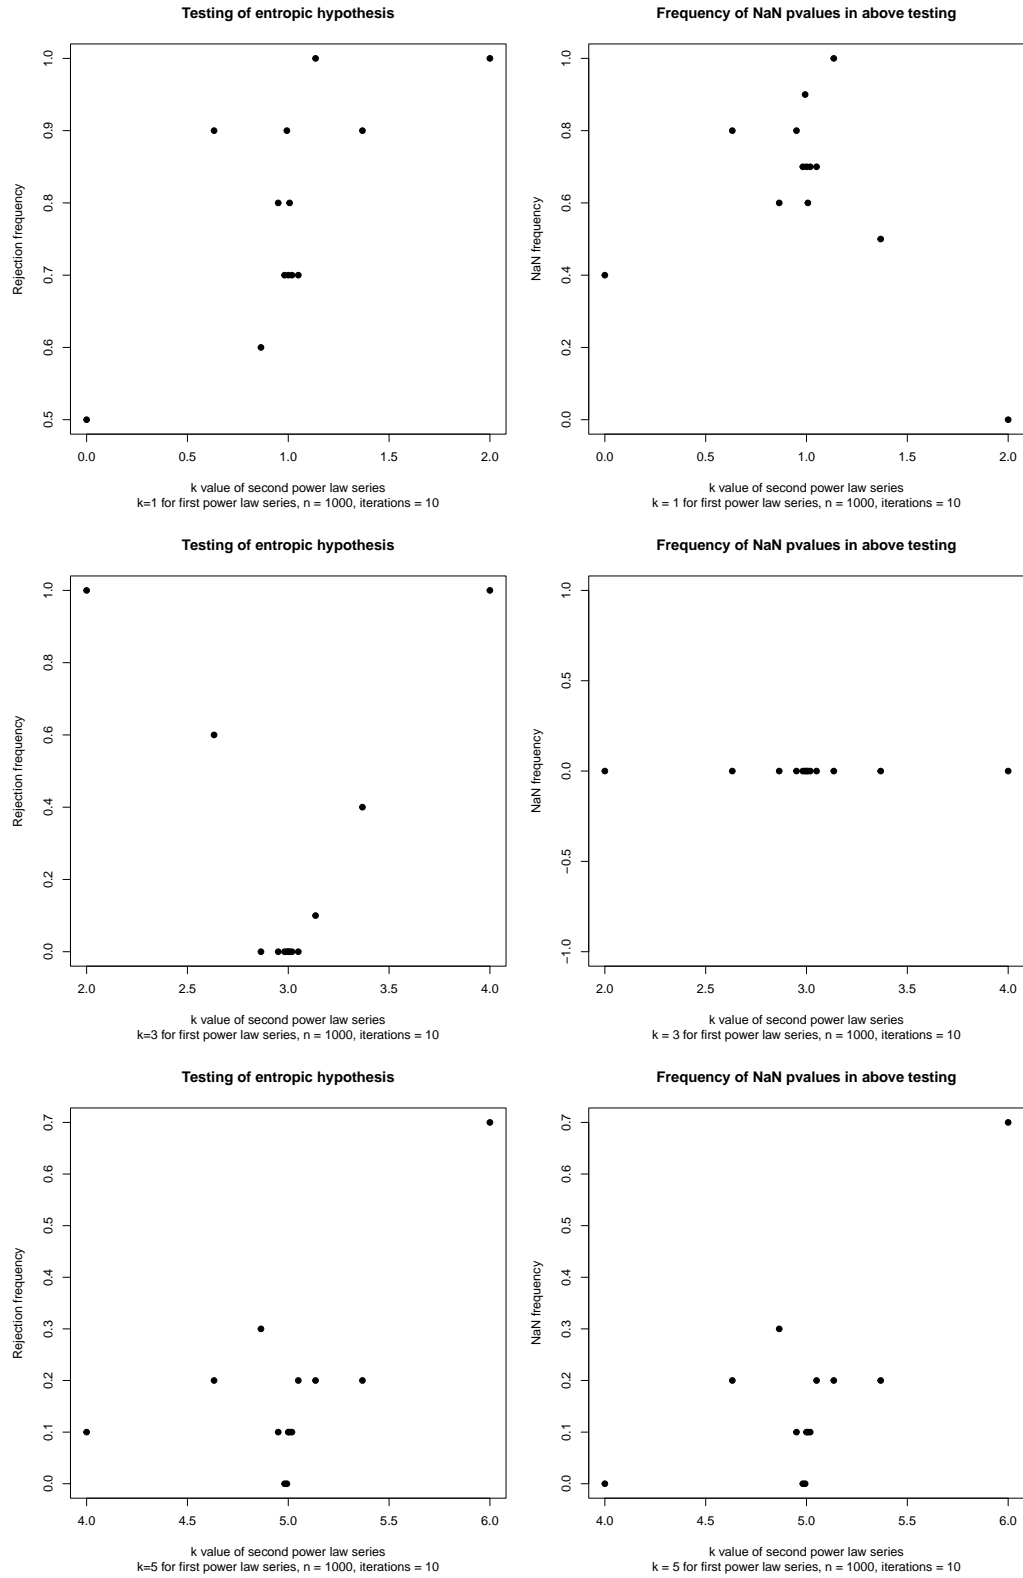 Testing of entropic hypothesis
Rejection frequency
1.0
0.9
0.8
0.7
0.6
0.5
0.0 0.5 1.0 1.5 2.0
k value of second power law series
k=1 for first power law series, n = 1000, iterations = 10
Frequency of NaN pvalues in above testing
NaN frequency
1.0
0.8
0.6
0.4
0.2
0.0
0.0 0.5 1.0 1.5 2.0
k value of second power law series
k = 1 for first power law series, n = 1000, iterations = 10
Testing of entropic hypothesis
Rejection frequency
1.0
0.8
0.6
0.4
0.2
0.0
2.0 2.5 3.0 3.5 4.0
k value of second power law series
k=3 for first power law series, n = 1000, iterations = 10
Frequency of NaN pvalues in above testing
NaN frequency
1.0
0.5
0.0
−0.5
−1.0
2.0 2.5 3.0 3.5 4.0
k value of second power law series
k = 3 for first power law series, n = 1000, iterations = 10
Testing of entropic hypothesis
Rejection frequency
0.7
0.6
0.5
0.4
0.3
0.2
0.1
0.0
4.0 4.5 5.0 5.5 6.0
k value of second power law series
k=5 for first power law series, n = 1000, iterations = 10
Frequency of NaN pvalues in above testing
NaN frequency
0.7
0.6
0.5
0.4
0.3
0.2
0.1
0.0
4.0 4.5 5.0 5.5 6.0
k value of second power law series
k = 5 for first power law series, n = 1000, iterations = 10